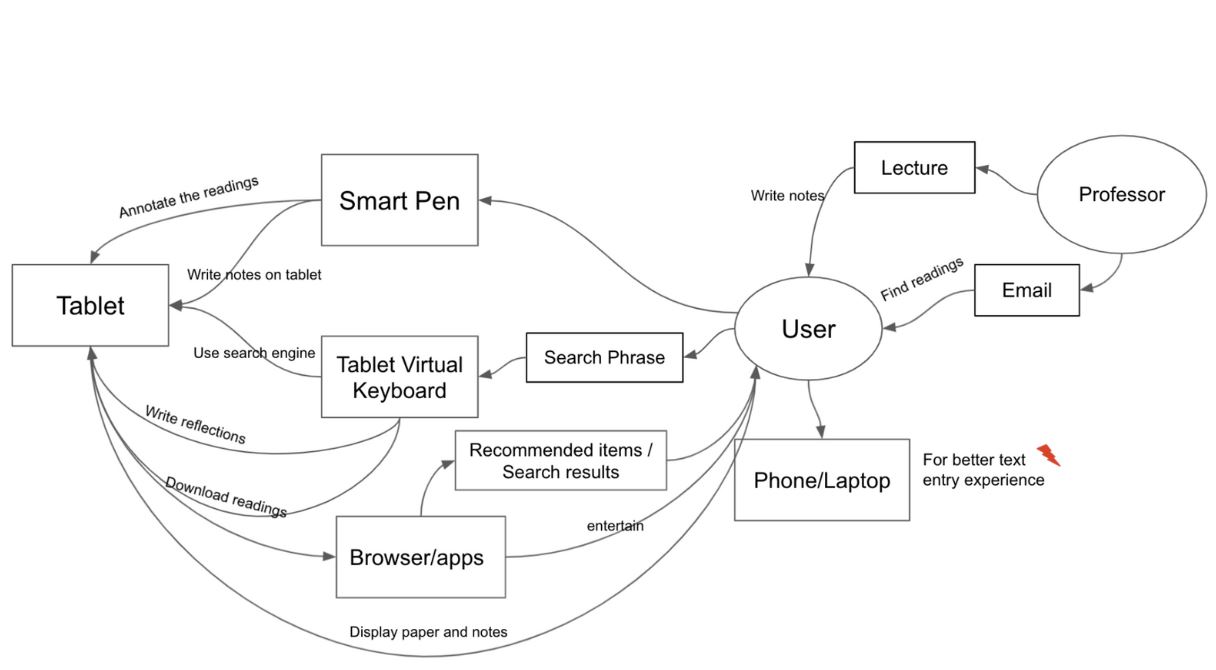 Lecture
Professor
Write notes
Smart Pen
Annotate the readings
Write notes on tablet
Tablet
Find readings
Email
User
Use search engine
Tablet Virtual
Keyboard
Search Phrase
Write reflections
Recommended items /
Search results
Phone/Laptop
For better text
entry experience
Download readings
entertain
Browser/apps
Display paper and notes